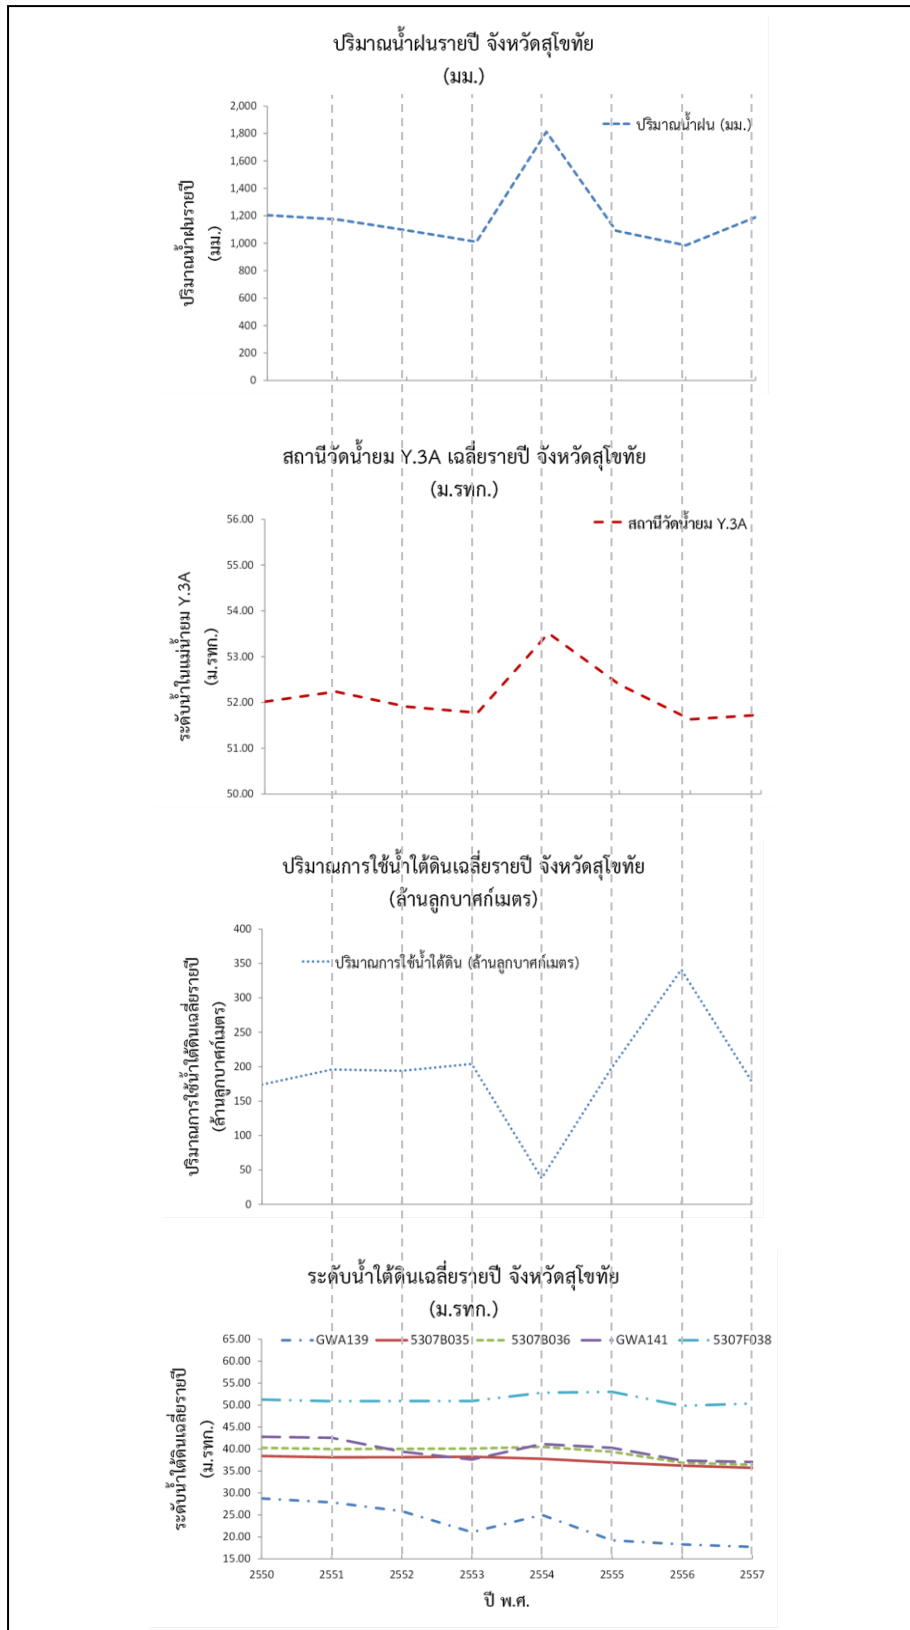 ปริมาณน้ำฝนรายปี จังหวัดสุโขทัย
(มม.)
ปริมาณน้ำฝน (มม.)
ปริมาณน้ำฝนรายปี
(มม.)
2,000
1,800
1,600
1,400
1,200
1,000
800
600
400
200
0
สถานีวัดน้ำยม Y.3A เฉลี่ยรายปี จังหวัดสุโขทัย
(ม.รทก.)
สถานีวัดน้ำยม Y.3A
ระดับน้ำในแม่น้ำยม Y.3A
(ม.รทก.)
56.00
55.00
54.00
53.00
52.00
51.00
50.00
ปริมาณการใช้น้ำใต้ดินเฉลี่ยรายปี จังหวัดสุโขทัย
(ล้านลูกบาศก์เมตร)
ปริมาณการใช้น้ำใต้ดิน (ล้านลูกบาศก์เมตร)
ปริมาณการใช้น้ำใต้ดินเฉลี่ยรายปี
(ล้านลูกบาศก์เมตร)
400
350
300
250
200
150
100
50
0
ระดับน้ำใต้ดินเฉลี่ยรายปี จังหวัดสุโขทัย
(ม.รทก.)
GWA139 5307B035 5307B036 GWA141 5307F038
ระดับน้ำใต้ดินเฉลี่ยรายปี
(ม.รทก.)
65.00
60.00
55.00
50.00
45.00
40.00
35.00
30.00
25.00
20.00
15.00
2550 2551 2552 2553 2554 2555 2556 2557
ปี พ.ศ.